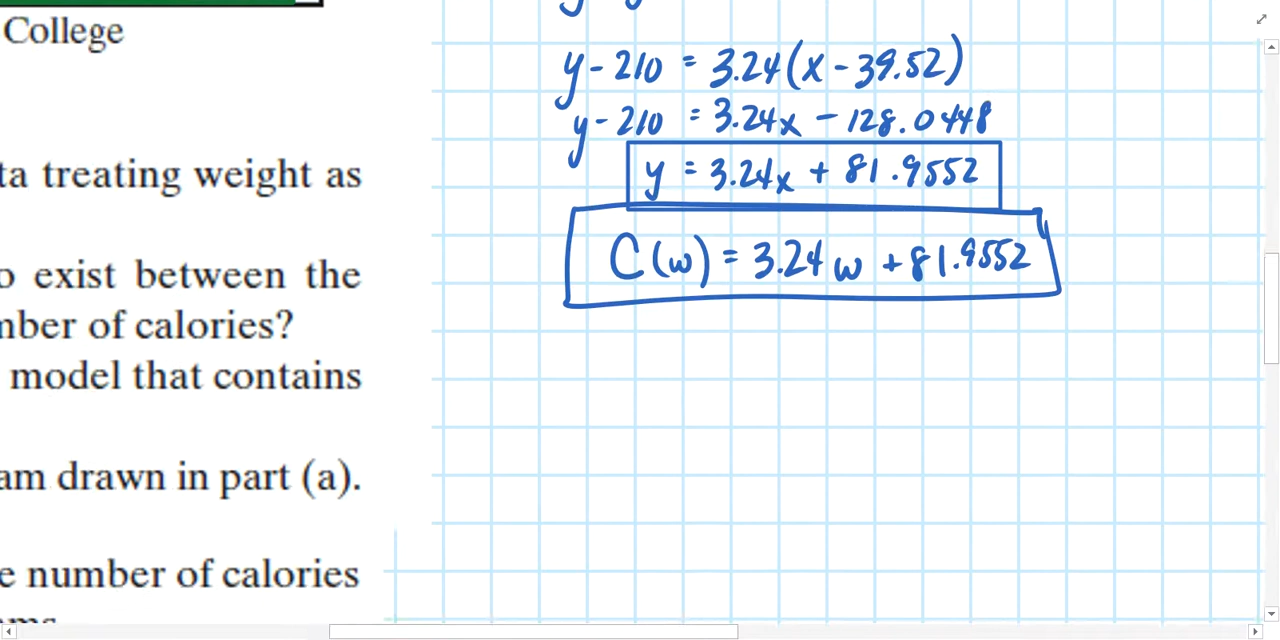 College
ta treating weight as
o exist between the
mber of calories?
model that contains
am drawn in part (a).
e number of calories
y - 210 = 3.24(x - 39.52)
y - 210 = 3.24x - 128.0448
y = 3.24x + 81.9552
C(w) = 3.24w + 81.9552